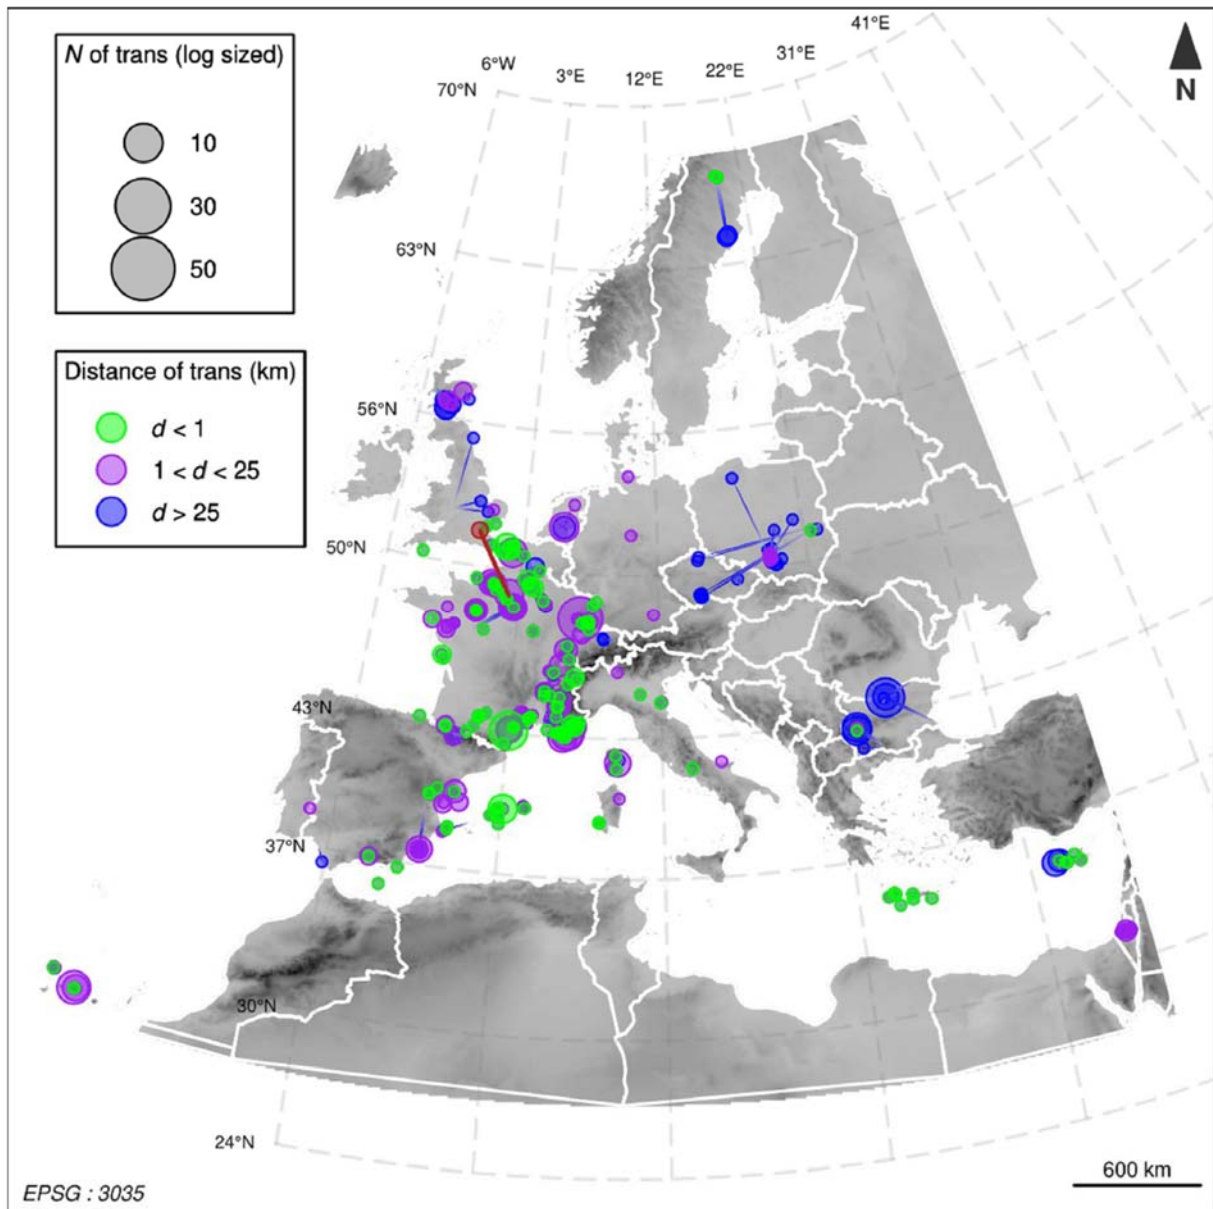 N of trans (log sized)
10
30
50
Distance of trans (km)
d < 1
1 < d < 25
d > 25
70°N
6°W
3°E
12°E
22°E
31°E
41°E
N
63°N
56°N
50°N
43°N
37°N
30°N
24°N
600 km
EPSG : 3035